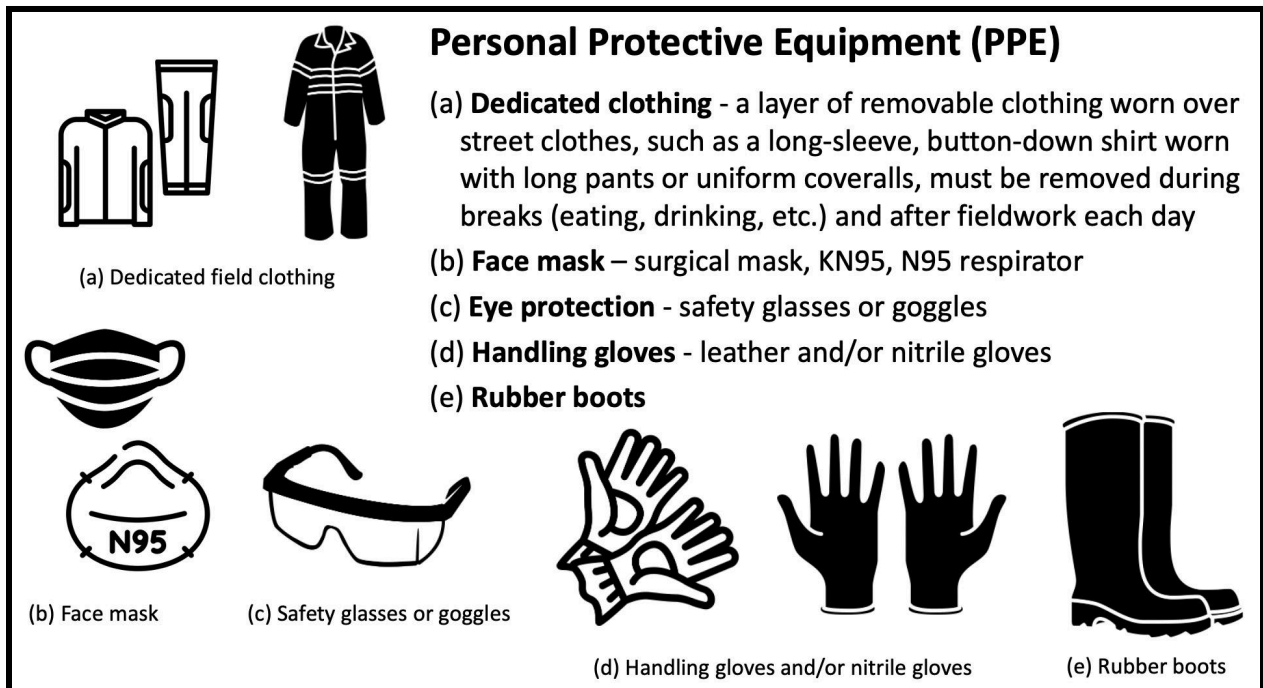 Personal Protective Equipment (PPE)
(a) Dedicated clothing - a layer of removable clothing worn over
street clothes, such as a long-sleeve, button-down shirt worn
with long pants or uniform coveralls, must be removed during
breaks (eating, drinking, etc.) and after fieldwork each day
(b) Face mask – surgical mask, KN95, N95 respirator
(c) Eye protection - safety glasses or goggles
(d) Handling gloves - leather and/or nitrile gloves
(e) Rubber boots
(a) Dedicated field clothing
N95
(b) Face mask
(c) Safety glasses or goggles
(d) Handling gloves and/or nitrile gloves
(e) Rubber boots